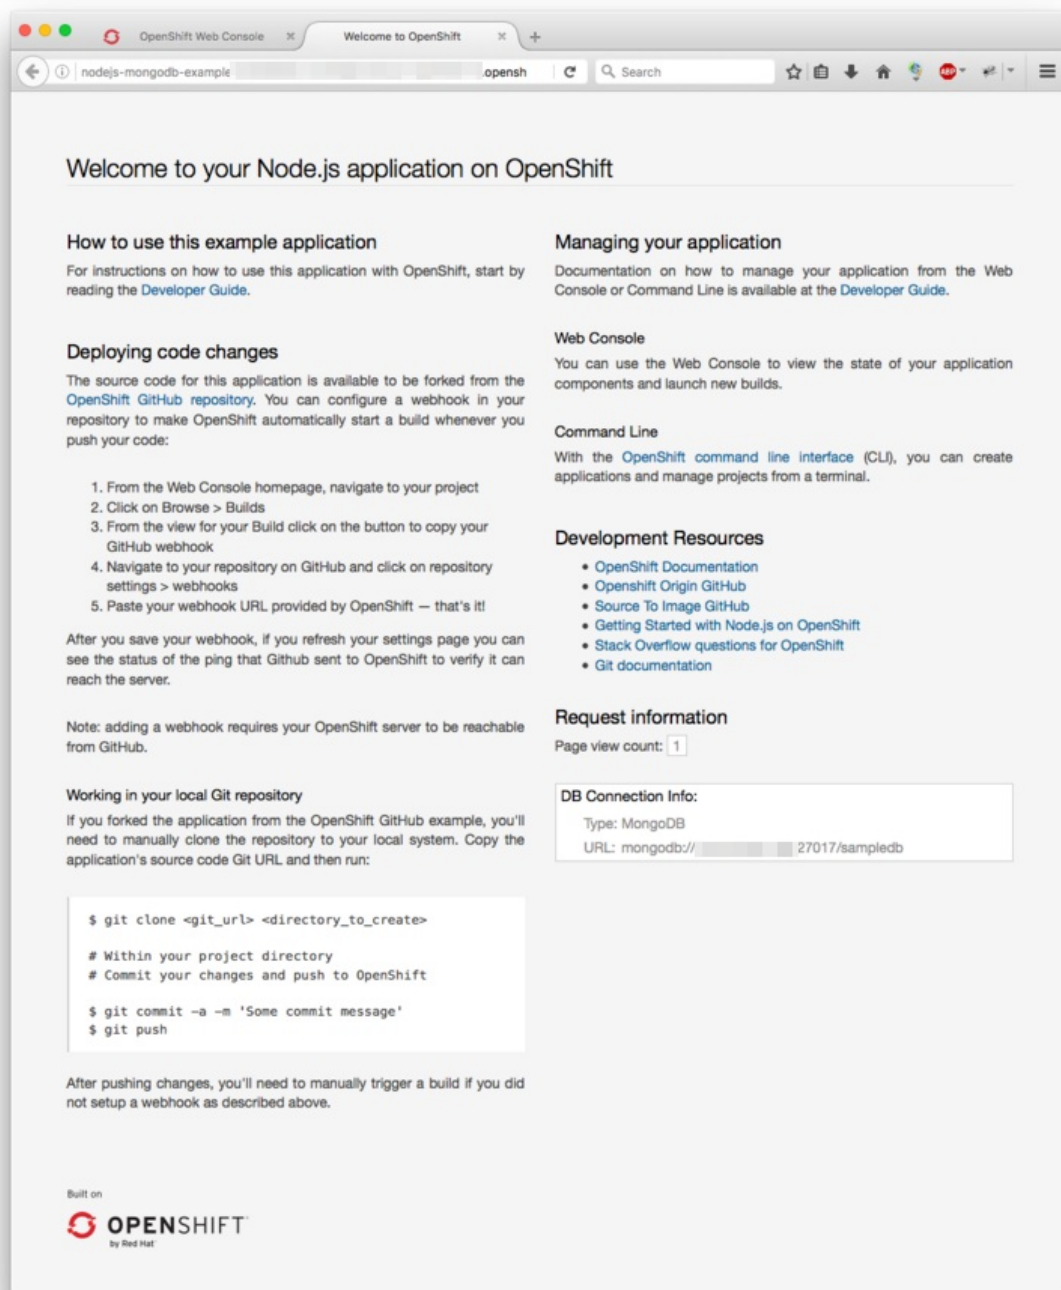 OpenShift Web Console
Welcome to OpenShift
nodejs-mongodb-example
.opensh
Search
ABP
Welcome to your Node.js application on OpenShift
How to use this example application
For instructions on how to use this application with OpenShift, start by
reading the Developer Guide.
Deploying code changes
The source code for this application is available to be forked from the
OpenShift GitHub repository. You can configure a webhook in your
repository to make OpenShift automatically start a build whenever you
push your code:
1. From the Web Console homepage, navigate to your project
2. Click on Browse > Builds
3. From the view for your Build click on the button to copy your
GitHub webhook
4. Navigate to your repository on GitHub and click on repository
settings > webhooks
5. Paste your webhook URL provided by OpenShift — that's it!
After you save your webhook, if you refresh your settings page you can
see the status of the ping that Github sent to OpenShift to verify it can
reach the server.
Note: adding a webhook requires your OpenShift server to be reachable
from GitHub.
Working in your local Git repository
If you forked the application from the OpenShift GitHub example, you'll
need to manually clone the repository to your local system. Copy the
application's source code Git URL and then run:
$ git clone <git_url> <directory_to_create>
# Within your project directory
# Commit your changes and push to OpenShift
$ git commit -a -m 'Some commit message'
$ git push
After pushing changes, you'll need to manually trigger a build if you did
not setup a webhook as described above.
Managing your application
Documentation on how to manage your application from the Web
Console or Command Line is available at the Developer Guide.
Web Console
You can use the Web Console to view the state of your application
components and launch new builds.
Command Line
With the OpenShift command line interface (CLI), you can create
applications and manage projects from a terminal.
Development Resources
• OpenShift Documentation
• Openshift Origin GitHub
• Source To Image GitHub
• Getting Started with Node.js on OpenShift
• Stack Overflow questions for OpenShift
• Git documentation
Request information
Page view count: 1
DB Connection Info:
Type: MongoDB
URL: mongodb:// 27017/sampledb
Built on
OPENSHIFT
by Red Hat